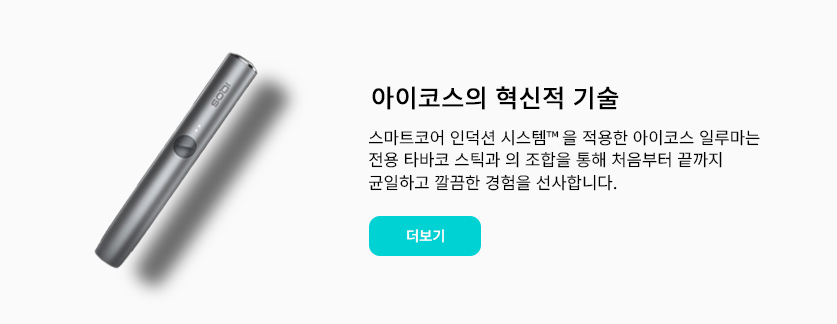 IQOS
아이코스의 혁신적 기술
스마트코어 인덕션 시스템™ 을 적용한 아이코스 일루마는
전용 타바코 스틱과 의 조합을 통해 처음부터 끝까지
균일하고 깔끔한 경험을 선사합니다.
더보기